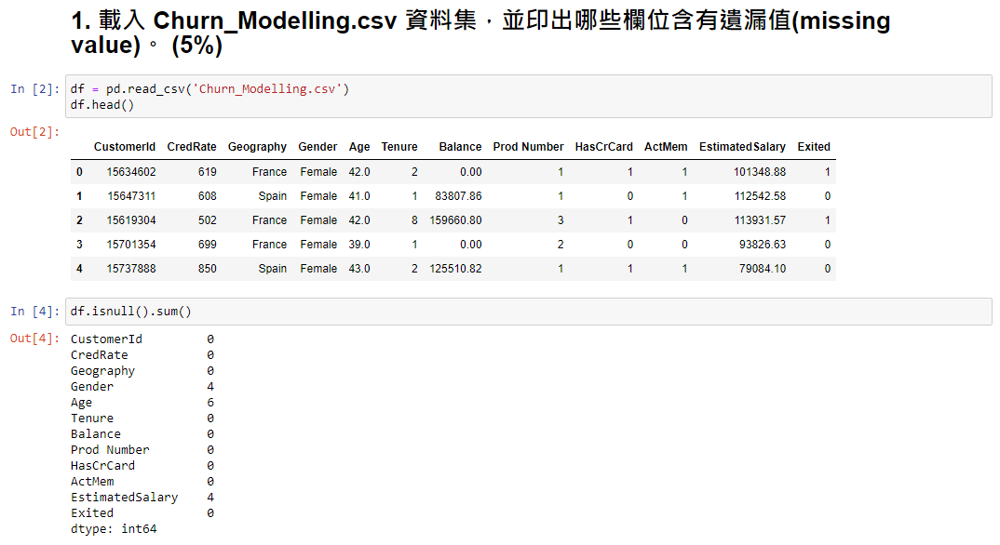 1. 載入 Churn_Modelling.csv 資料集，並印出哪些欄位含有遺漏值(missing
value)。 (5%)
In [2]: df = pd.read_csv('Churn_Modelling.csv')
df.head()
Out[2]:
CustomerId CredRate Geography Gender Age Tenure Balance Prod Number HasCrCard ActMem EstimatedSalary Exited
0 15634602 619 France Female 42.0 2 0.00 1 1 1 101348.88 1
1 15647311 608 Spain Female 41.0 1 83807.86 1 0 1 112542.58 0
2 15619304 502 France Female 42.0 8 159660.80 3 1 0 113931.57 1
3 15701354 699 France Female 39.0 1 0.00 2 0 0 93826.63 0
4 15737888 850 Spain Female 43.0 2 125510.82 1 1 1 79084.10 0
In [4]: df.isnull().sum()
Out[4]: CustomerId 0
CredRate 0
Geography 0
Gender 4
Age 6
Tenure 0
Balance 0
Prod Number 0
HasCrCard 0
ActMem 0
EstimatedSalary 4
Exited 0
dtype: int64